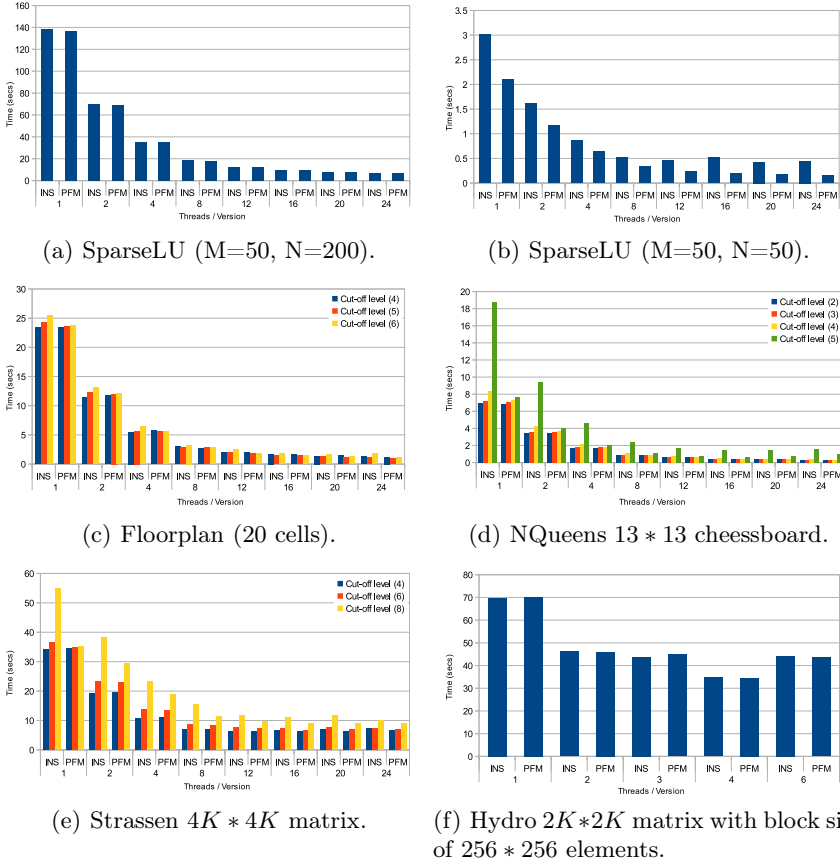 160
140
120
100
80
60
40
20
0
Time (secs)
INS PFM INS PFM INS PFM INS PFM INS PFM INS PFM INS PFM INS PFM
1 2 4 8 12 16 20 24
Threads / Version
(a) SparseLU (M=50, N=200).
3.5
3
2.5
2
1.5
1
0.5
0
Time (secs)
INS PFM INS PFM INS PFM INS PFM INS PFM INS PFM INS PFM INS PFM
1 2 4 8 12 16 20 24
Threads / Version
(b) SparseLU (M=50, N=50).
30
25
20
15
10
5
0
Time (secs)
Cut-off level (4)
Cut-off level (5)
Cut-off level (6)
INS PFM INS PFM INS PFM INS PFM INS PFM INS PFM INS PFM INS PFM
1 2 4 8 12 16 20 24
Threads / Version
(c) Floorplan (20 cells).
20
18
16
14
12
10
8
6
4
2
0
Time (secs)
Cut-off level (2)
Cut-off level (3)
Cut-off level (4)
Cut-off level (5)
INS PFM INS PFM INS PFM INS PFM INS PFM INS PFM INS PFM INS PFM
1 2 4 8 12 16 20 24
Threads / Version
(d) NQueens 13 ∗ 13 cheessboard.
60
50
40
30
20
10
0
Time (secs)
Cut-off level (4)
Cut-off level (6)
Cut-off level (8)
INS PFM INS PFM INS PFM INS PFM INS PFM INS PFM INS PFM INS PFM
1 2 4 8 12 16 20 24
Threads / Version
(e) Strassen 4K ∗ 4K matrix.
80
70
60
50
40
30
20
10
0
Time (secs)
INS PFM INS PFM INS PFM INS PFM INS PFM
1 2 3 4 6
Threads / Version
(f) Hydro 2K∗2K matrix with block si
of 256 ∗ 256 elements.